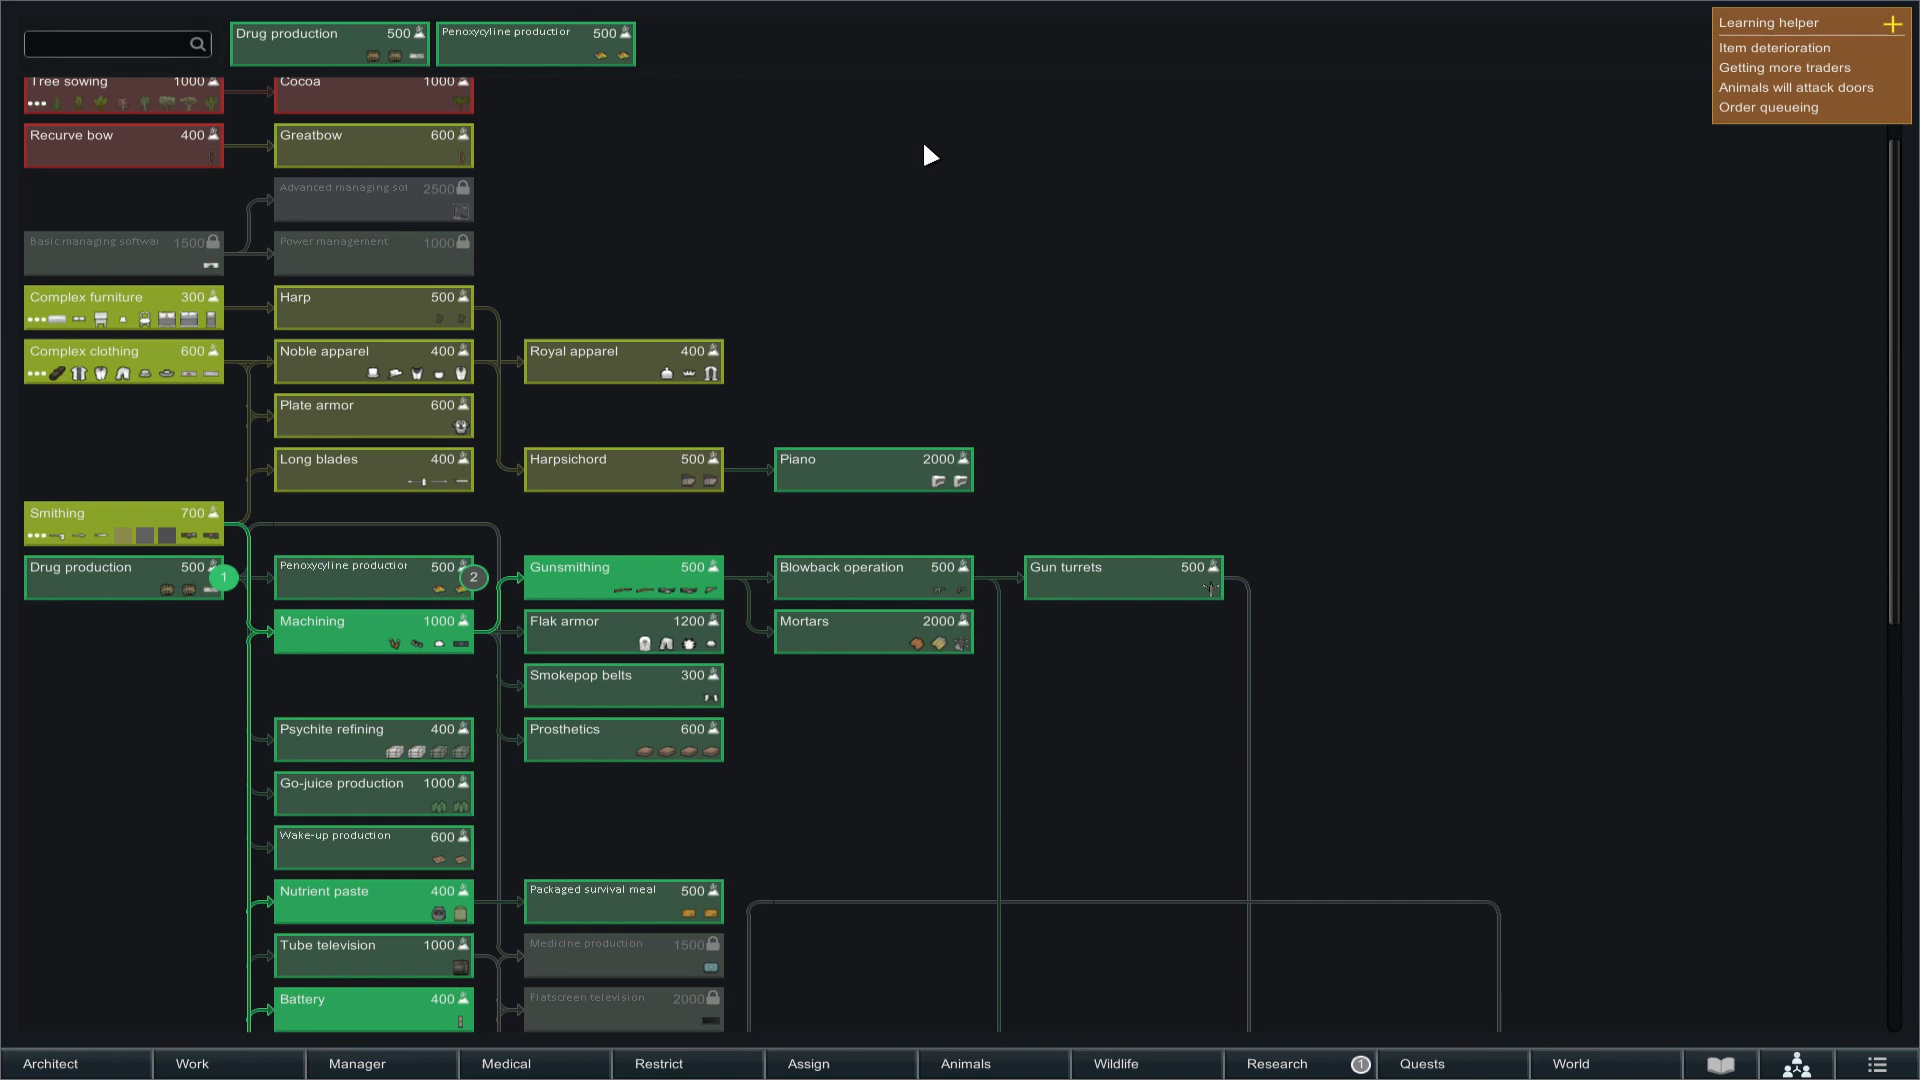 Drug production 500
Penoxycyline production 500
Learning helper
Item deterioration
Getting more traders
Animals will attack doors
Order queueing
Tree sowing 1000
Cocoa 1000
Recurve bow 400
Greatbow 600
Advanced managing sof 2500
Basic managing softwar 1500
Power management 1000
Complex furniture 300
Harp 500
Complex clothing 600
Noble apparel 400
Royal apparel 400
Plate armor 600
Long blades 400
Harpsichord 500
Piano 2000
Smithing 700
Drug production 500
1
Penoxycyline production 500
2
Gunsmithing 500
Blowback operation 500
Gun turrets 500
Machining 1000
Flak armor 1200
Mortars 2000
Smokepop belts 300
Psychite refining 400
Prosthetics 600
Go-juice production 1000
Wake-up production 600
Nutrient paste 400
Packaged survival meal 500
Tube television 1000
Medicine production 1500
Battery 400
Flatscreen television 2000
Architect
Work
Manager
Medical
Restrict
Assign
Animals
Wildlife
Research 1
Quests
World